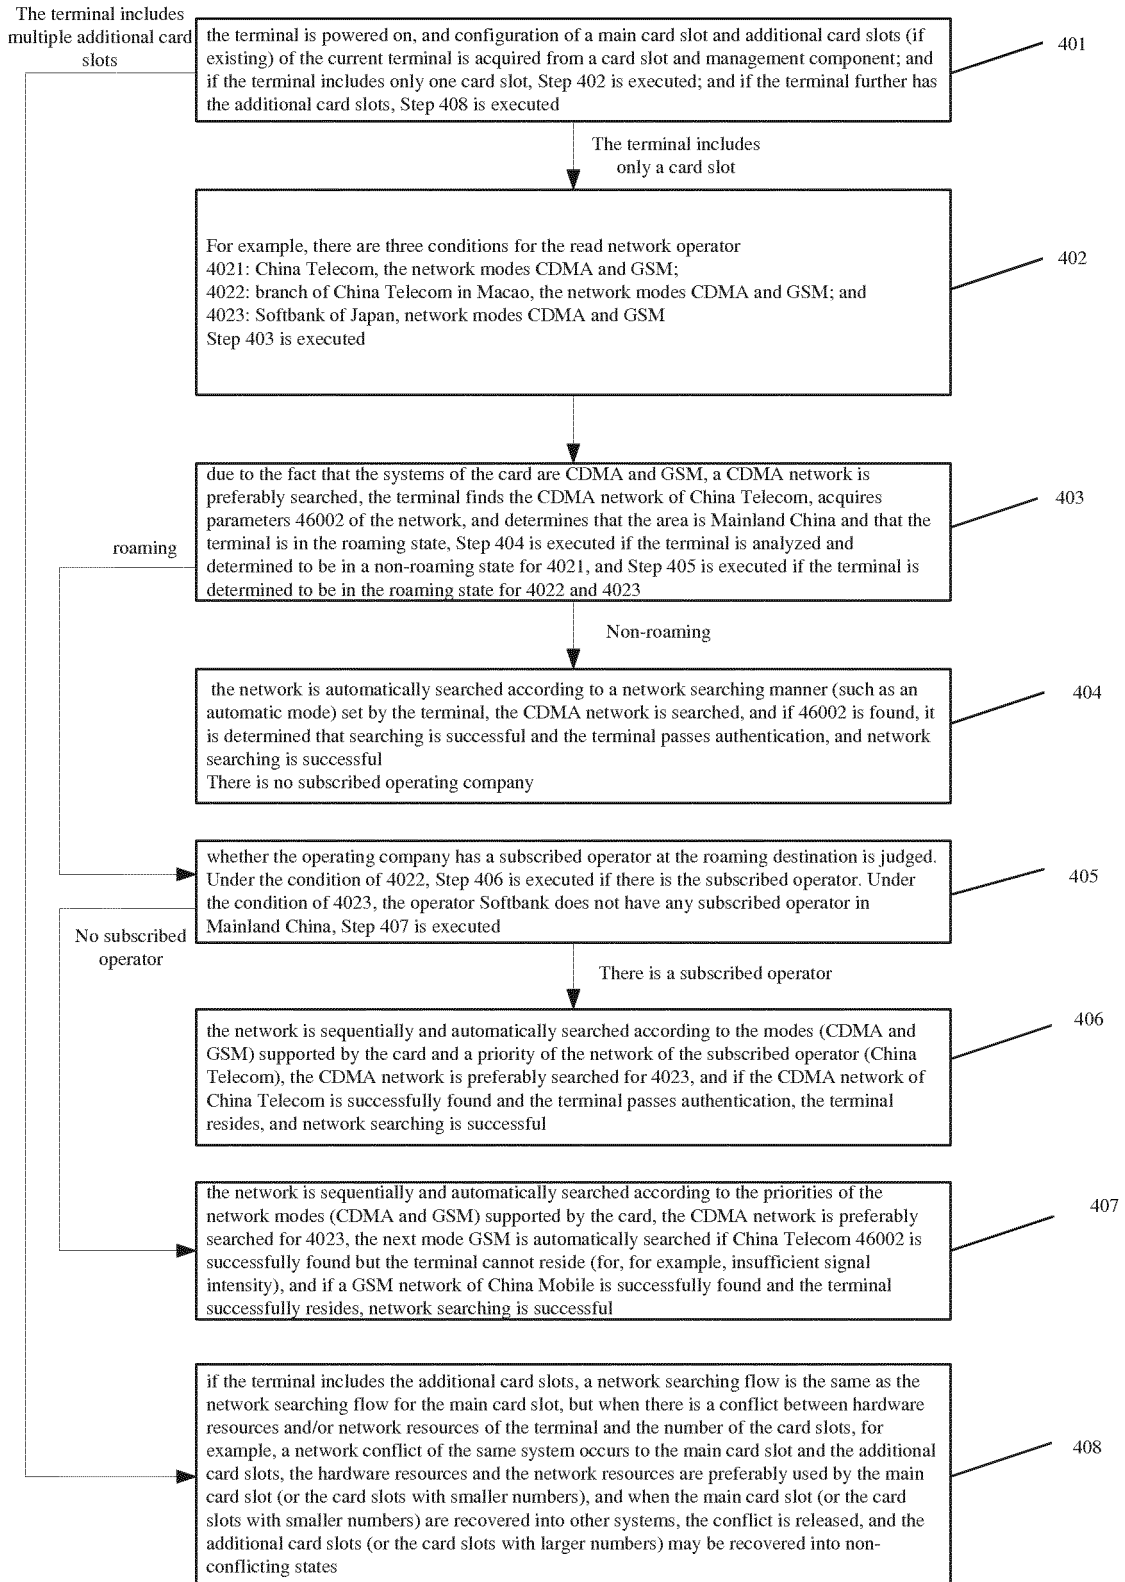 The terminal includes
multiple additional card
slots
the terminal is powered on, and configuration of a main card slot and additional card slots (if
existing) of the current terminal is acquired from a card slot and management component; and
if the terminal includes only one card slot, Step 402 is executed; and if the terminal further has
the additional card slots, Step 408 is executed
401
The terminal includes
only a card slot
For example, there are three conditions for the read network operator
4021: China Telecom, the network modes CDMA and GSM;
4022: branch of China Telecom in Macao, the network modes CDMA and GSM; and
4023: Softbank of Japan, network modes CDMA and GSM
Step 403 is executed
402
due to the fact that the systems of the card are CDMA and GSM, a CDMA network is
preferably searched, the terminal finds the CDMA network of China Telecom, acquires
parameters 46002 of the network, and determines that the area is Mainland China and that the
terminal is in the roaming state, Step 404 is executed if the terminal is analyzed and
determined to be in a non-roaming state for 4021, and Step 405 is executed if the terminal is
determined to be in the roaming state for 4022 and 4023
403
roaming
Non-roaming
the network is automatically searched according to a network searching manner (such as an
automatic mode) set by the terminal, the CDMA network is searched, and if 46002 is found, it
is determined that searching is successful and the terminal passes authentication, and network
searching is successful
There is no subscribed operating company
404
whether the operating company has a subscribed operator at the roaming destination is judged.
Under the condition of 4022, Step 406 is executed if there is the subscribed operator. Under
the condition of 4023, the operator Softbank does not have any subscribed operator in
Mainland China, Step 407 is executed
405
No subscribed
operator
There is a subscribed operator
the network is sequentially and automatically searched according to the modes (CDMA and
GSM) supported by the card and a priority of the network of the subscribed operator (China
Telecom), the CDMA network is preferably searched for 4023, and if the CDMA network of
China Telecom is successfully found and the terminal passes authentication, the terminal
resides, and network searching is successful
406
the network is sequentially and automatically searched according to the priorities of the
network modes (CDMA and GSM) supported by the card, the CDMA network is preferably
searched for 4023, the next mode GSM is automatically searched if China Telecom 46002 is
successfully found but the terminal cannot reside (for, for example, insufficient signal
intensity), and if a GSM network of China Mobile is successfully found and the terminal
successfully resides, network searching is successful
407
if the terminal includes the additional card slots, a network searching flow is the same as the
network searching flow for the main card slot, but when there is a conflict between hardware
resources and/or network resources of the terminal and the number of the card slots, for
example, a network conflict of the same system occurs to the main card slot and the additional
card slots, the hardware resources and the network resources are preferably used by the main
card slot (or the card slots with smaller numbers), and when the main card slot (or the card
slots with smaller numbers) are recovered into other systems, the conflict is released, and the
additional card slots (or the card slots with larger numbers) may be recovered into non-
conflicting states
408